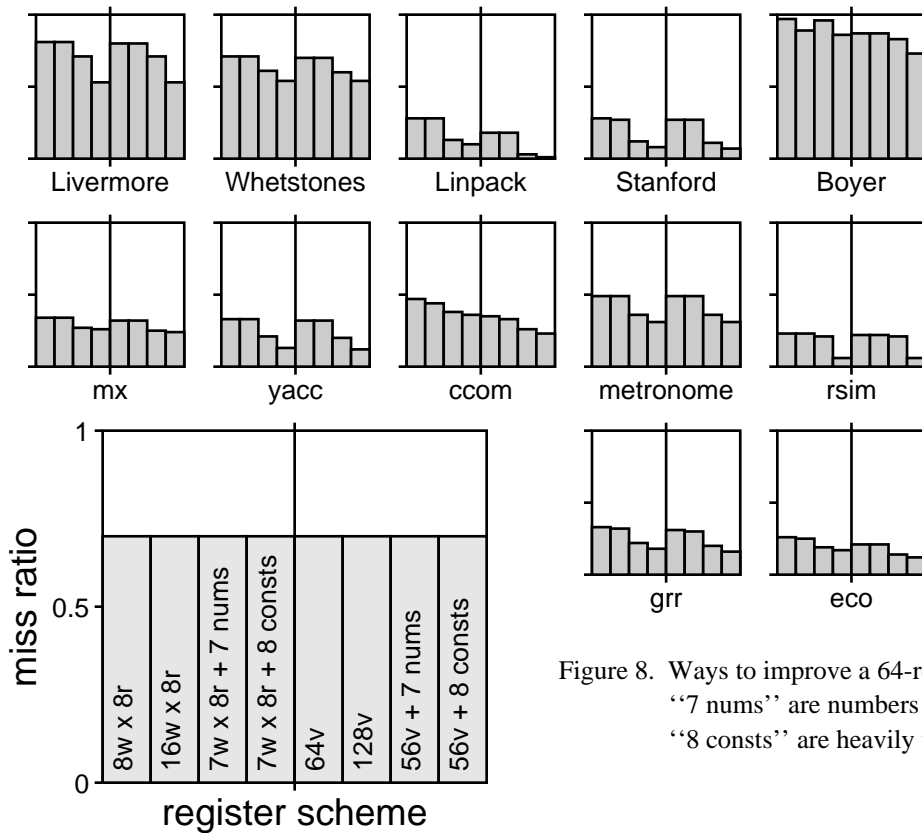 Livermore
Whetstones
Linpack
Stanford
Boyer
mx
yacc
ccom
metronome
rsim
1
0.5
0
miss ratio
8w x 8r
16w x 8r
7w x 8r + 7 nums
7w x 8r + 8 consts
64v
128v
56v + 7 nums
56v + 8 consts
register scheme
grr
eco
Figure 8. Ways to improve a 64-r
‘‘7 nums’’ are numbers
‘‘8 consts’’ are heavily